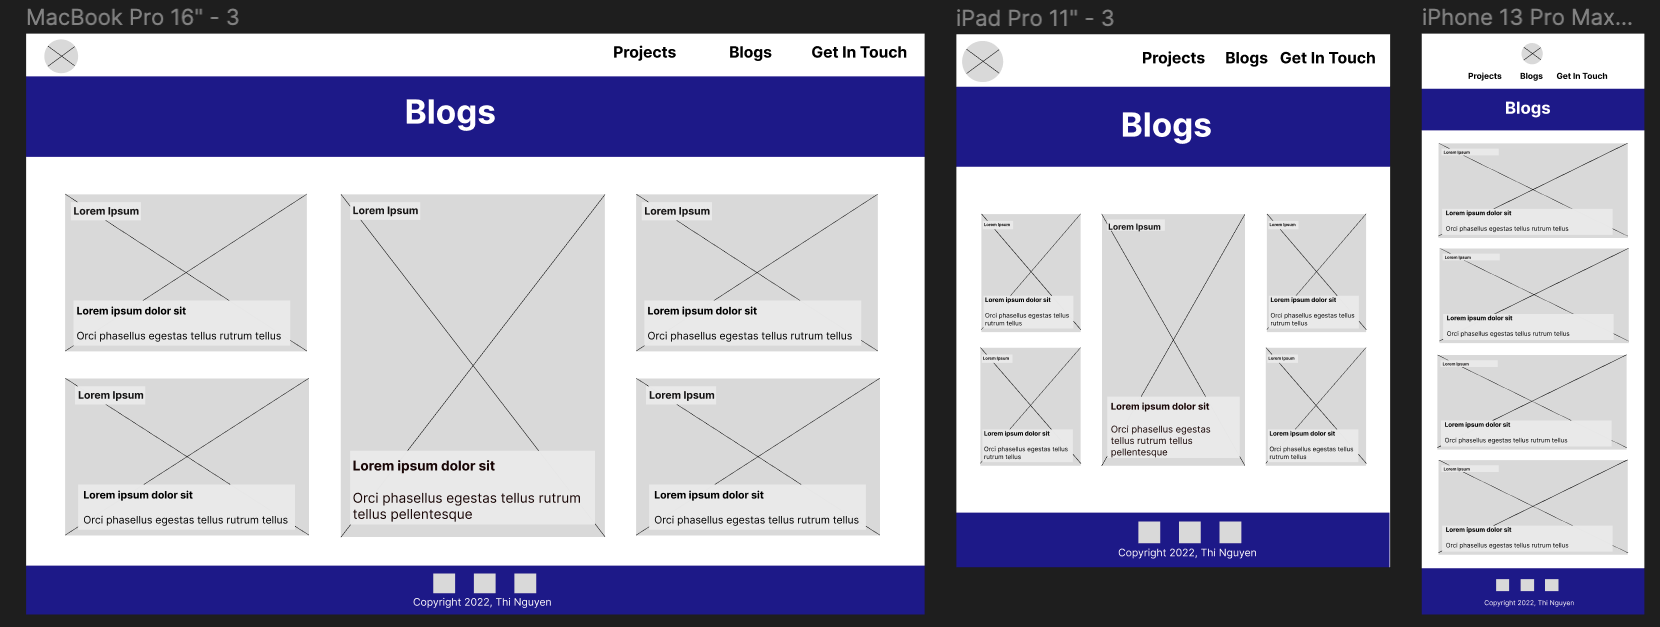 MacBook Pro 16" - 3
Projects Blogs Get In Touch
Blogs
Lorem Ipsum
Lorem ipsum dolor sit
Orci phasellus egestas tellus rutrum tellus
Lorem Ipsum
Lorem ipsum dolor sit
Orci phasellus egestas tellus rutrum tellus
Lorem Ipsum
Lorem ipsum dolor sit
Orci phasellus egestas tellus rutrum
tellus pellentesque
Lorem Ipsum
Lorem ipsum dolor sit
Orci phasellus egestas tellus rutrum tellus
Lorem Ipsum
Lorem ipsum dolor sit
Orci phasellus egestas tellus rutrum tellus
Copyright 2022, Thi Nguyen
iPad Pro 11" - 3
Projects Blogs Get In Touch
Blogs
Lorem Ipsum
Lorem ipsum dolor sit
Orci phasellus egestas tellus
rutrum tellus
Lorem Ipsum
Lorem ipsum dolor sit
Orci phasellus egestas tellus
rutrum tellus
Lorem Ipsum
Lorem ipsum dolor sit
Orci phasellus egestas
tellus rutrum tellus
pellentesque
Lorem Ipsum
Lorem ipsum dolor sit
Orci phasellus egestas tellus
rutrum tellus
Lorem Ipsum
Lorem ipsum dolor sit
Orci phasellus egestas tellus
rutrum tellus
Copyright 2022, Thi Nguyen
iPhone 13 Pro Max...
Projects Blogs Get In Touch
Blogs
Lorem Ipsum
Lorem ipsum dolor sit
Orci phasellus egestas tellus rutrum tellus
Lorem Ipsum
Lorem ipsum dolor sit
Orci phasellus egestas tellus rutrum tellus
Lorem Ipsum
Lorem ipsum dolor sit
Orci phasellus egestas tellus rutrum tellus
Lorem Ipsum
Lorem ipsum dolor sit
Orci phasellus egestas tellus rutrum tellus
Copyright 2022, Thi Nguyen